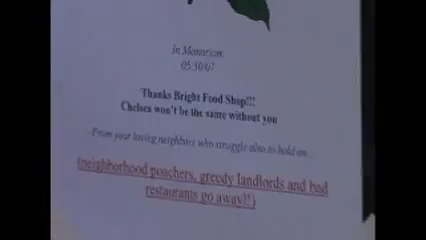 In Memoriam
05/30/07
Thanks Bright Food Shop!!!
Chelsea won't be the same without you
From your loving neighbors who struggle also to hold on...
(neighborhood poachers, greedy landlords and bad
restaurants go away!!)